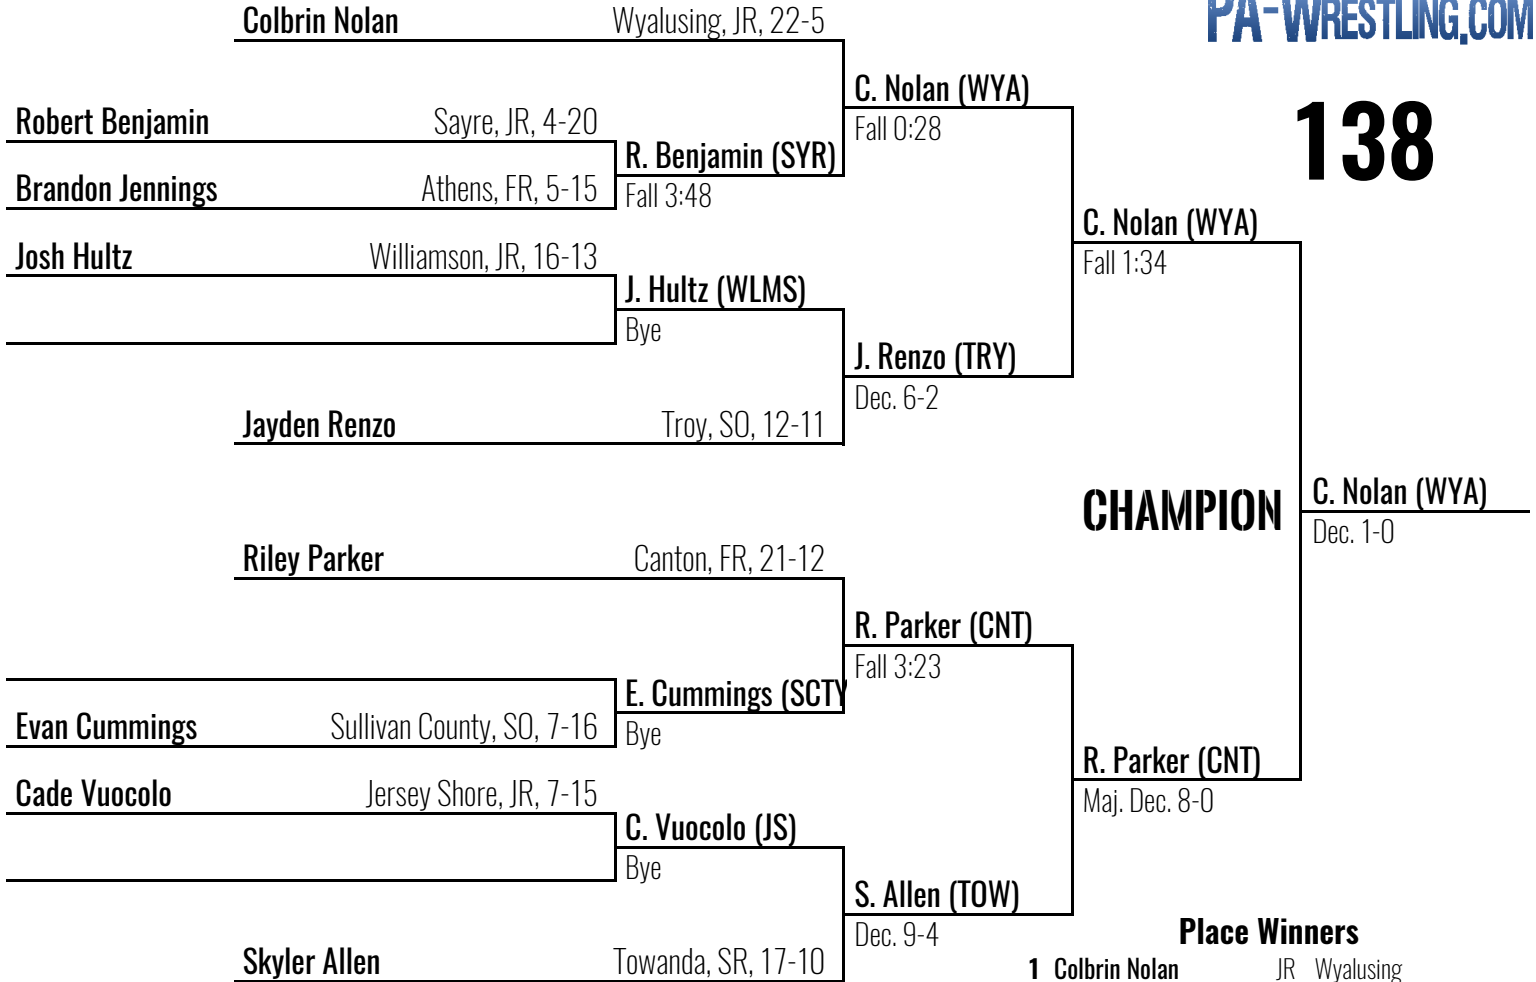 Colbrin Nolan Wyalusing, JR, 22-5
PA-WRESTLING.COM
C. Nolan (WYA)
Fall 0:28
138
Robert Benjamin Sayre, JR, 4-20
R. Benjamin (SYR)
Fall 3:48
Brandon Jennings Athens, FR, 5-15
C. Nolan (WYA)
Fall 1:34
Josh Hultz Williamson, JR, 16-13
J. Hultz (WLMS)
Bye
J. Renzo (TRY)
Dec. 6-2
Jayden Renzo Troy, SO, 12-11
CHAMPION
C. Nolan (WYA)
Dec. 1-0
Riley Parker Canton, FR, 21-12
R. Parker (CNT)
Fall 3:23
E. Cummings (SCTY
Bye
Evan Cummings Sullivan County, SO, 7-16
R. Parker (CNT)
Maj. Dec. 8-0
Cade Vuocolo Jersey Shore, JR, 7-15
C. Vuocolo (JS)
Bye
S. Allen (TOW)
Dec. 9-4
Skyler Allen Towanda, SR, 17-10
Place Winners
1 Colbrin Nolan JR Wyalusing